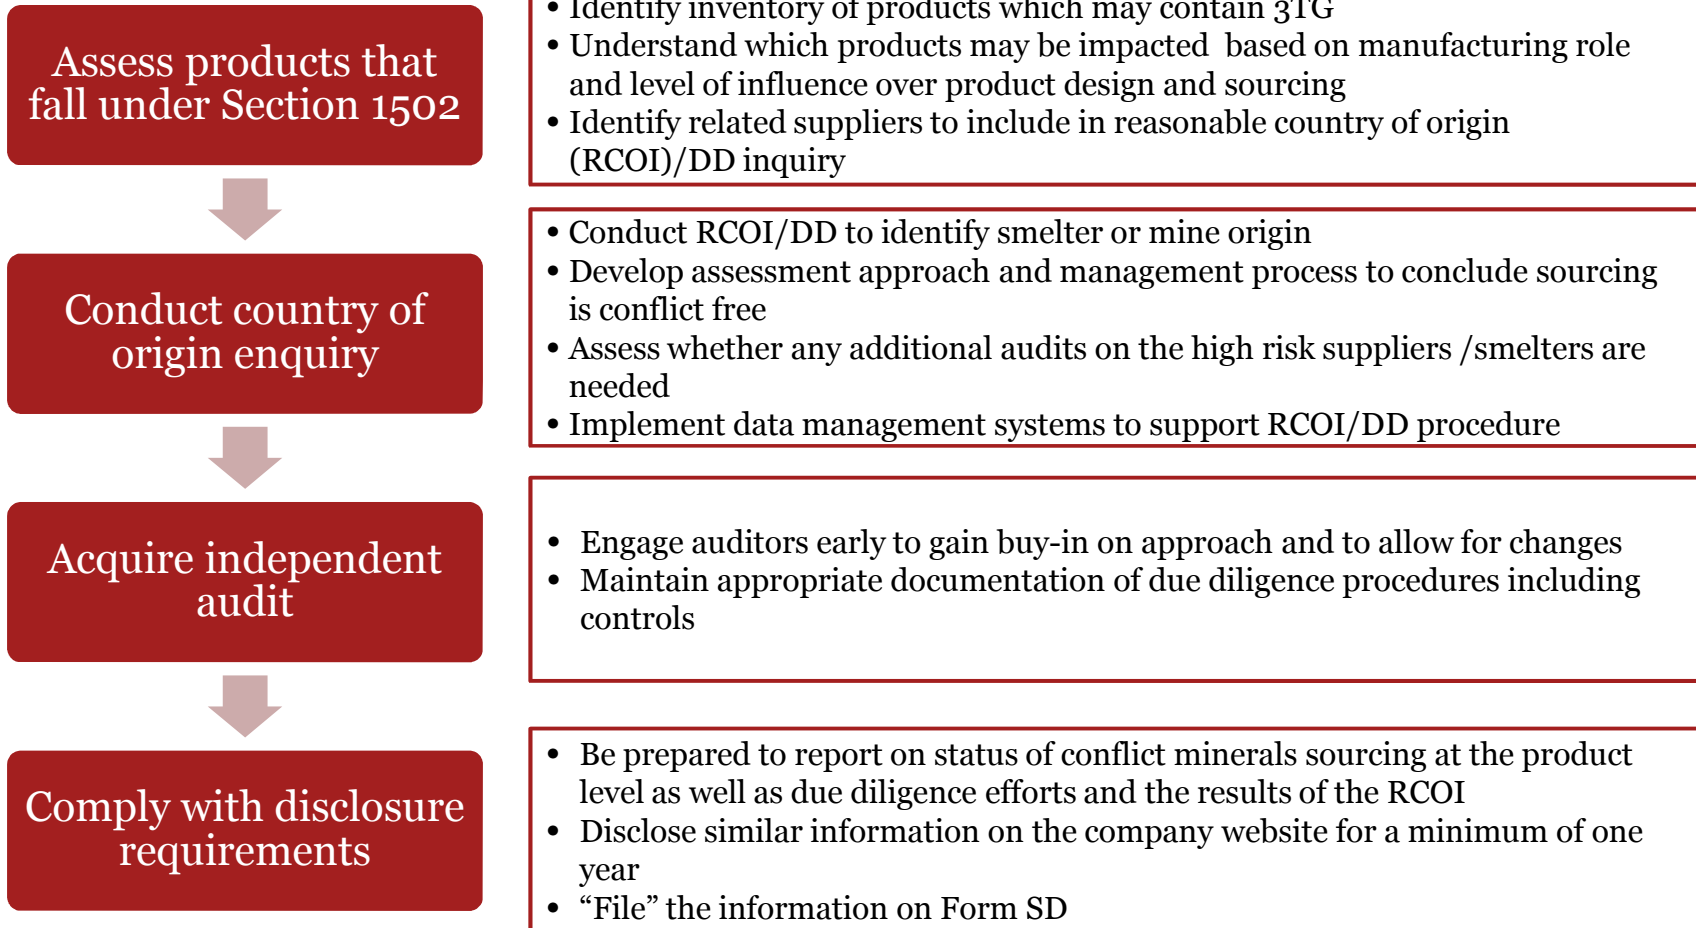 Assess products that
fall under Section 1502
• Identify inventory of products which may contain 3TG
• Understand which products may be impacted  based on manufacturing role
and level of influence over product design and sourcing
• Identify related suppliers to include in reasonable country of origin
(RCOI)/DD inquiry
Conduct country of
origin enquiry
• Conduct RCOI/DD to identify smelter or mine origin
• Develop assessment approach and management process to conclude sourcing
is conflict free
• Assess whether any additional audits on the high risk suppliers /smelters are
needed
• Implement data management systems to support RCOI/DD procedure
Acquire independent
audit
• Engage auditors early to gain buy-in on approach and to allow for changes
• Maintain appropriate documentation of due diligence procedures including
controls
Comply with disclosure
requirements
• Be prepared to report on status of conflict minerals sourcing at the product
level as well as due diligence efforts and the results of the RCOI
• Disclose similar information on the company website for a minimum of one
year
• “File” the information on Form SD